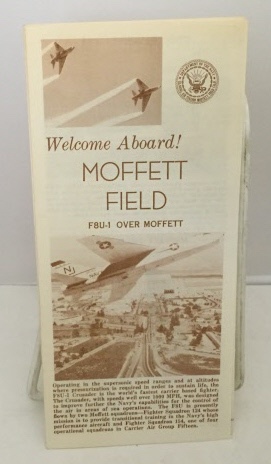 Welcome Aboard!
MOFFETT
FIELD
F8U-1 OVER MOFFETT
NJ
Operating in the supersonic speed ranges and at altitudes
where pressurization is required in order to sustain life, the
F8U-1 Crusader is the world's fastest carrier based fighter.
The Crusader, with speeds well over 1000 MPH, was designed
to improve further the Navy's capabilities for the control of
the air in areas of sea operations. The F8U is presently
flown by two Moffett squadrons—Fighter Squadron 124 whose
mission is to provide transitional training in the Navy's high
performance aircraft and Fighter Squadron 154, one of four
operational squadrons in Carrier Air Group Fifteen.